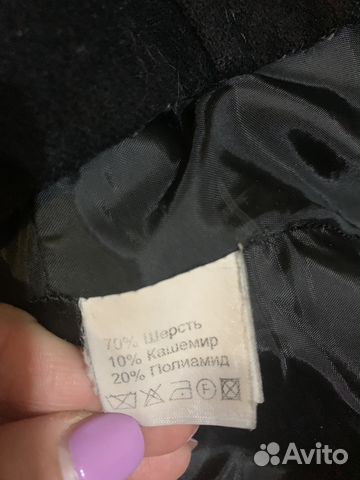 70% Шерсть
10% Кашемир
20% Полиамид
F
Avito